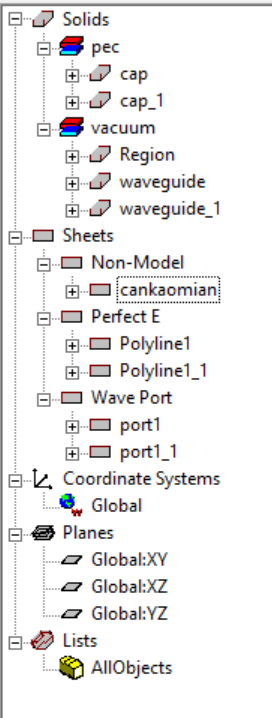 Solids
pec
cap
cap_1
vacuum
Region
waveguide
waveguide_1
Sheets
Non-Model
cankaomian
Perfect E
Polyline1
Polyline1_1
Wave Port
port1
port1_1
Coordinate Systems
Global
Planes
Global:XY
Global:XZ
Global:YZ
Lists
AllObjects